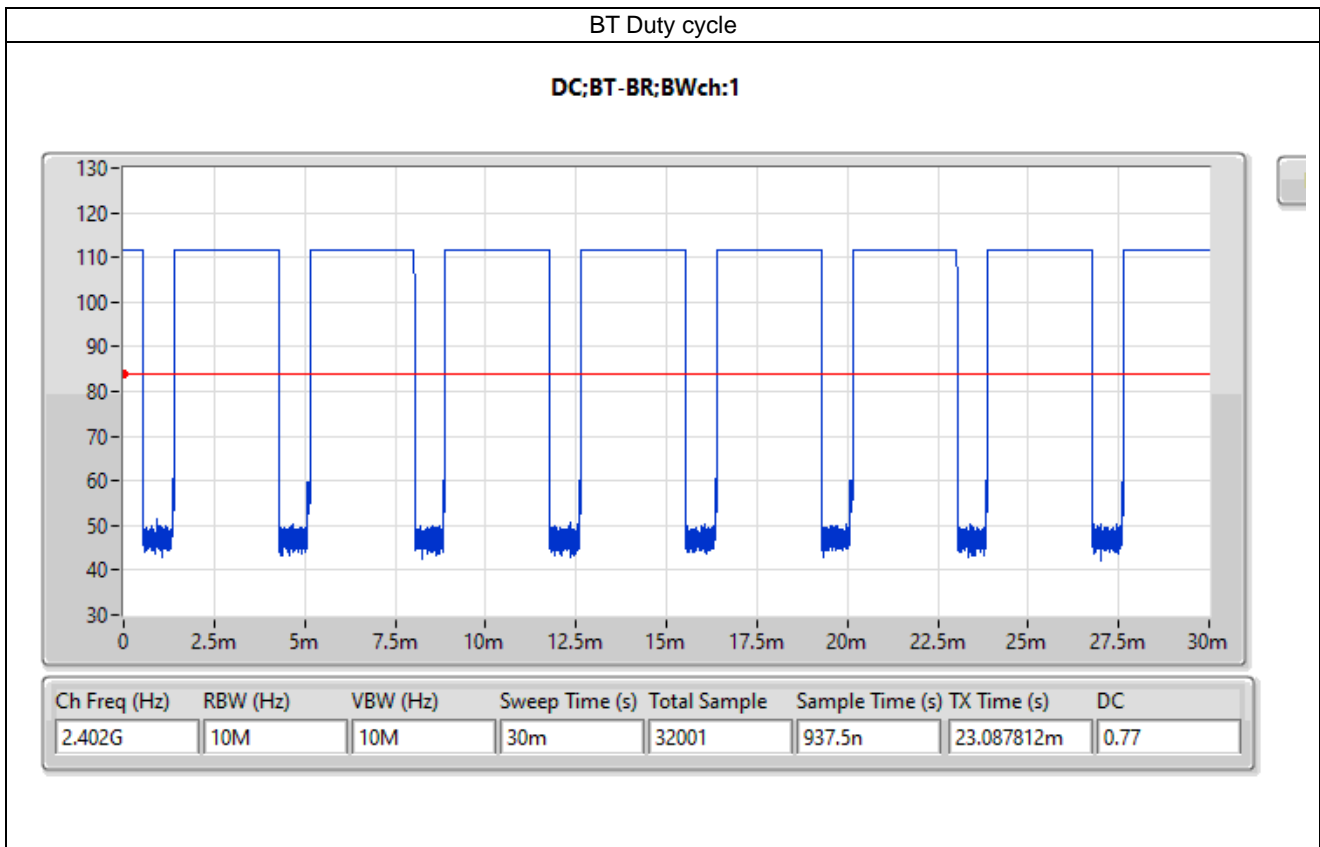 BT Duty cycle
DC;BT-BR;BWch:1
130
120
110
100
90
80
70
60
50
40
30
0 2.5m 5m 7.5m 10m 12.5m 15m 17.5m 20m 22.5m 25m 27.5m 30m
Ch Freq (Hz) RBW (Hz) VBW (Hz) Sweep Time (s) Total Sample Sample Time (s) TX Time (s) DC
2.402G 10M 10M 30m 32001 937.5n 23.087812m 0.77